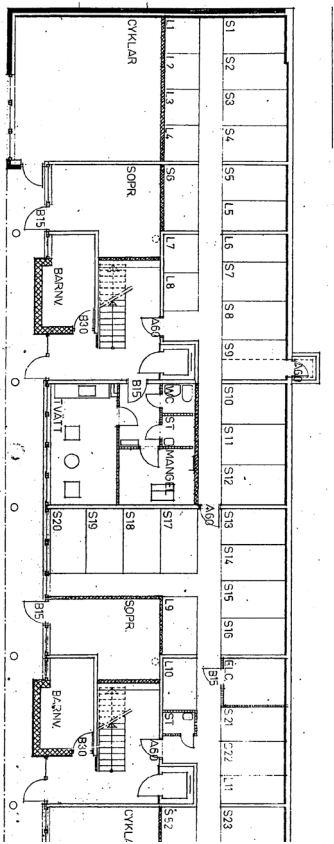 CYKLAR
L1
L2
L3
L4
S1
S2
S3
S4
SOPR.
S6
S5
L5
B15
BARNV.
L7
L8
L6
S7
S8
S9
B30
A60
A60
TVÄTT
B15
WC
ST
MANGEL
S10
S11
S12
S20
S19
S18
S17
A60
S13
S14
S15
S16
B15
SOPR.
L9
L10
B15
ELC.
BARNV.
B30
ST
A60
S21
S22
L11
CYKLA
S52
S23